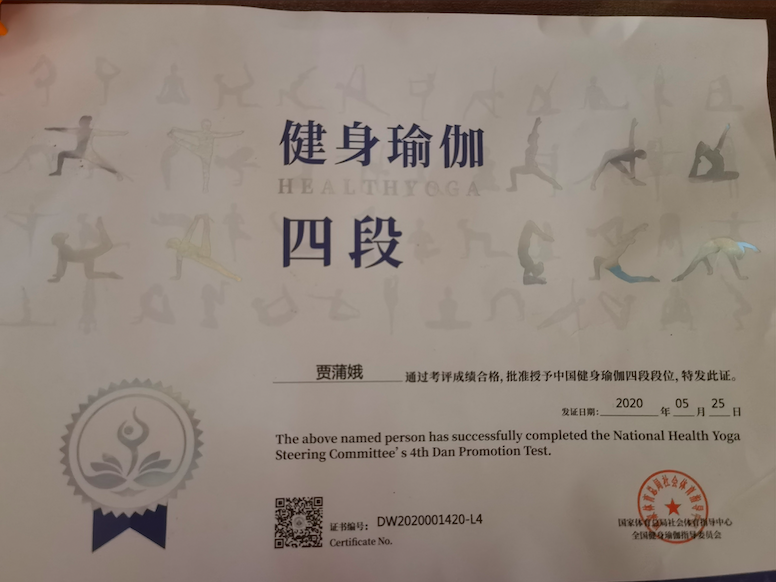 健身瑜伽
HEALTHYOGA
四段
贾蒲娥 通过考评成绩合格,批准授予中国健身瑜伽四段段位,特发此证。
发证日期: 2020 年 05 月 25 日
The above named person has successfully completed the National Health Yoga
Steering Committee's 4th Dan Promotion Test.
证书编号: DW2020001420-L4
Certificate No.
国家体育总局社会体育指导中心
全国健身瑜伽指导委员会